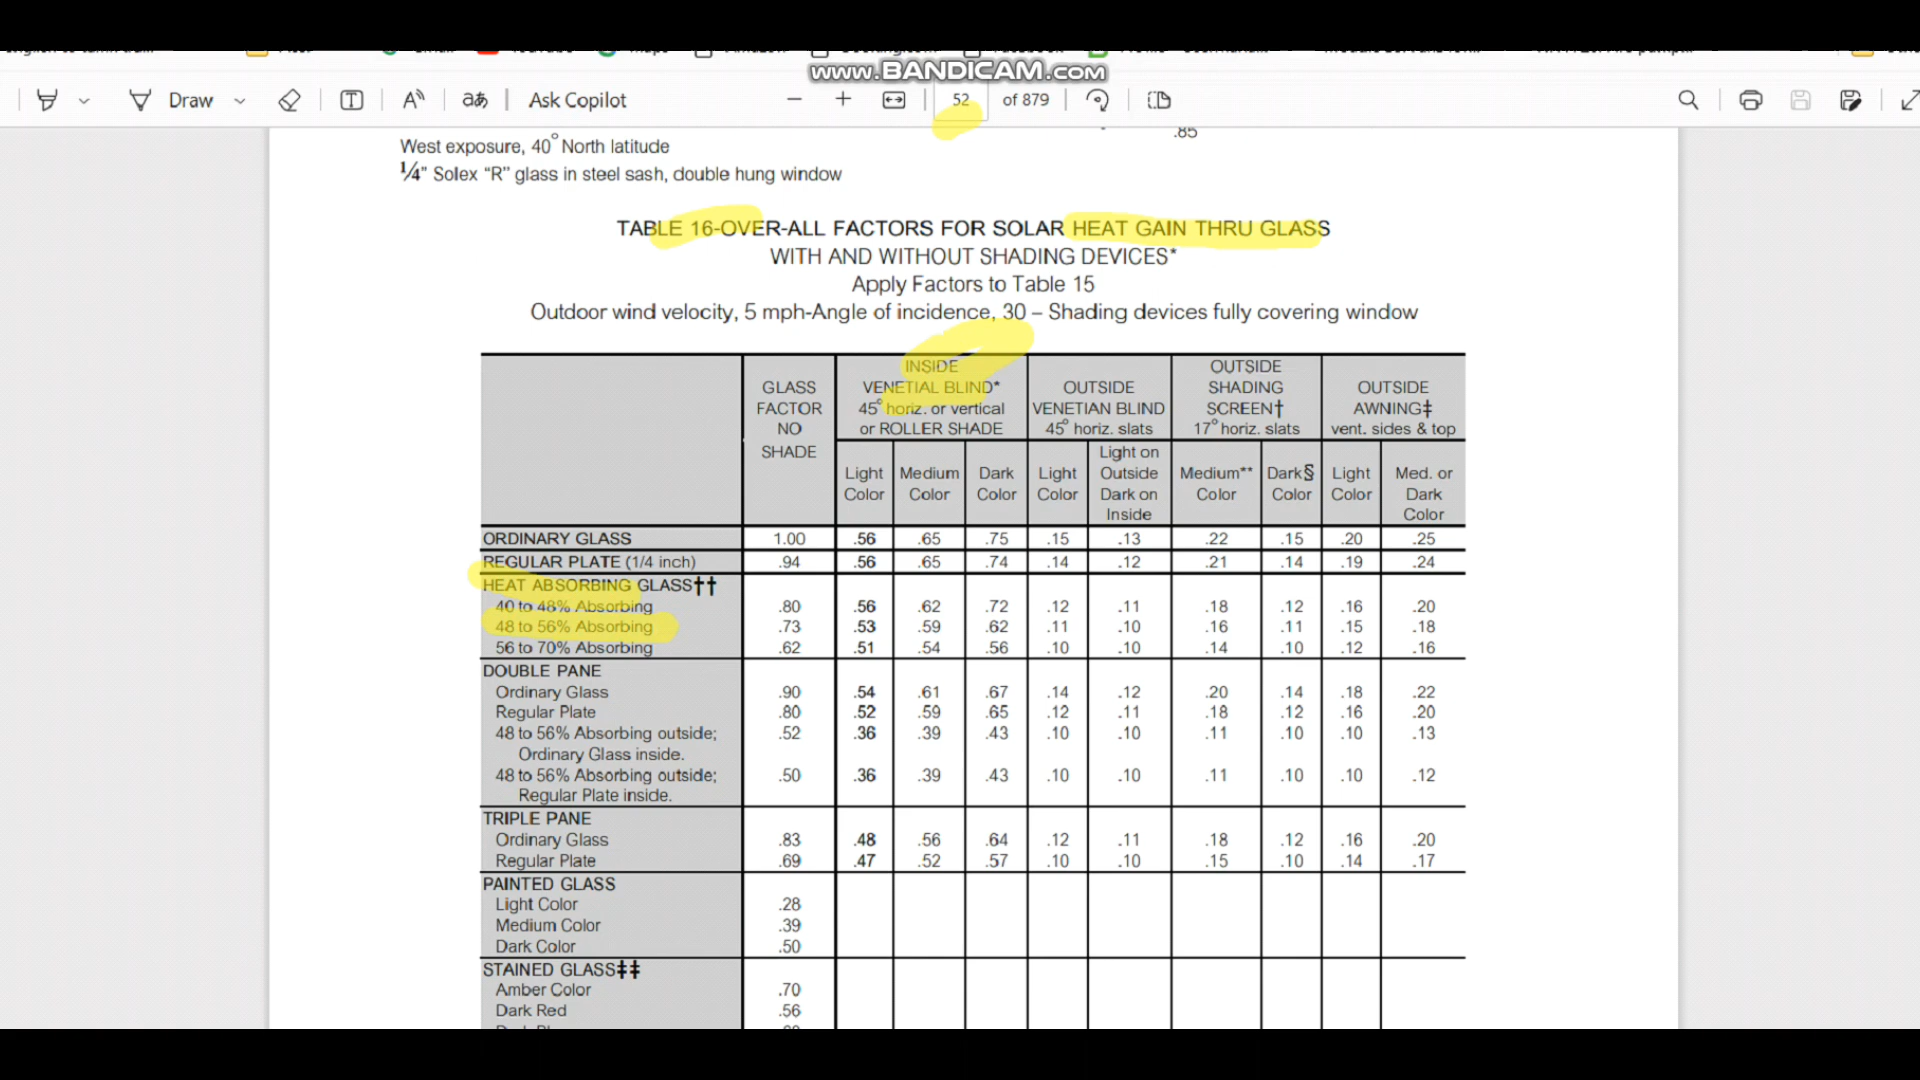 www.BANDICAM.com
Draw
Ask Copilot
52 of 879
.85
West exposure, 40° North latitude
¼" Solex “R” glass in steel sash, double hung window
TABLE 16-OVER-ALL FACTORS FOR SOLAR HEAT GAIN THRU GLASS
WITH AND WITHOUT SHADING DEVICES*
Apply Factors to Table 15
Outdoor wind velocity, 5 mph-Angle of incidence, 30 – Shading devices fully covering window
GLASS FACTOR NO SHADE
INSIDE VENETIAL BLIND* 45° horiz. or vertical or ROLLER SHADE
OUTSIDE VENETIAN BLIND 45° horiz. slats
OUTSIDE SHADING SCREEN† 17° horiz. slats
OUTSIDE AWNING‡ vent. sides & top
Light Color
Medium Color
Dark Color
Light Color
Light on Outside Dark on Inside
Medium** Color
Dark§ Color
Light Color
Med. or Dark Color
ORDINARY GLASS 1.00 .56 .65 .75 .15 .13 .22 .15 .20 .25
REGULAR PLATE (1/4 inch) .94 .56 .65 .74 .14 .12 .21 .14 .19 .24
HEAT ABSORBING GLASS††
40 to 48% Absorbing .80 .56 .62 .72 .12 .11 .18 .12 .16 .20
48 to 56% Absorbing .73 .53 .59 .62 .11 .10 .16 .11 .15 .18
56 to 70% Absorbing .62 .51 .54 .56 .10 .10 .14 .10 .12 .16
DOUBLE PANE
Ordinary Glass .90 .54 .61 .67 .14 .12 .20 .14 .18 .22
Regular Plate .80 .52 .59 .65 .12 .11 .18 .12 .16 .20
48 to 56% Absorbing outside; .52 .36 .39 .43 .10 .10 .11 .10 .10 .13
Ordinary Glass inside.
48 to 56% Absorbing outside; .50 .36 .39 .43 .10 .10 .11 .10 .10 .12
Regular Plate inside.
TRIPLE PANE
Ordinary Glass .83 .48 .56 .64 .12 .11 .18 .12 .16 .20
Regular Plate .69 .47 .52 .57 .10 .10 .15 .10 .14 .17
PAINTED GLASS
Light Color .28
Medium Color .39
Dark Color .50
STAINED GLASS‡‡
Amber Color .70
Dark Red .56